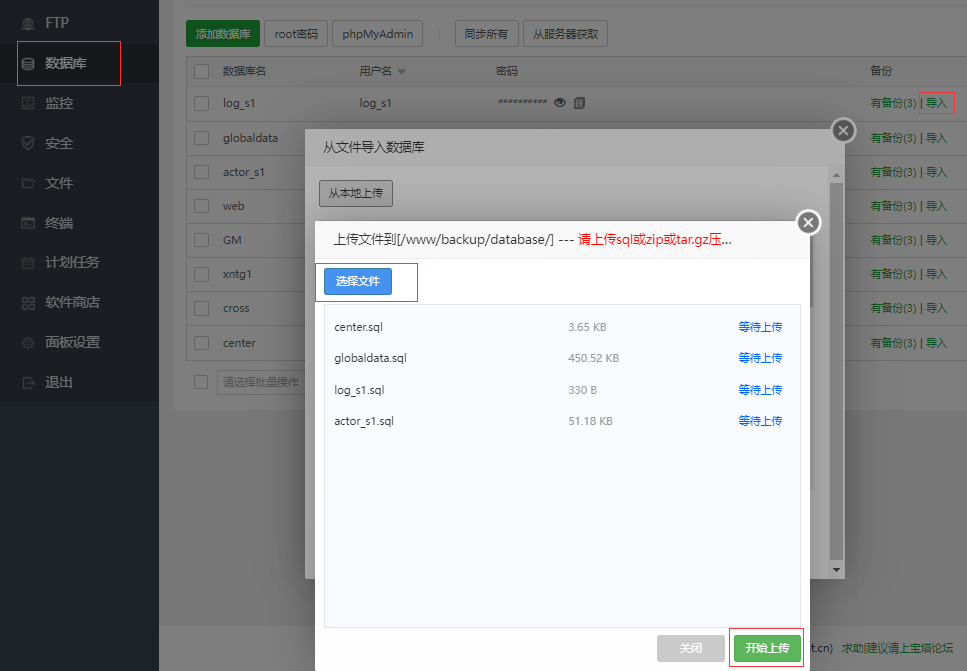 FTP
数据库
监控
安全
文件
终端
计划任务
软件商店
面板设置
退出
添加数据库 root密码 phpMyAdmin 同步所有 从服务器获取
数据库名 用户名 密码 备份
log_s1 log_s1 ********** 有备份(3) | 导入
globaldata 有备份(3) | 导入
actor_s1 有备份(3) | 导入
web 有备份(3) | 导入
GM 有备份(3) | 导入
xntg1 有备份(3) | 导入
cross 有备份(3) | 导入
center 有备份(3) | 导入
请选择批量操作
从文件导入数据库
从本地上传
上传文件到[/www/backup/database/] --- 请上传sql或zip或tar.gz压...
选择文件
center.sql 3.65 KB 等待上传
globaldata.sql 450.52 KB 等待上传
log_s1.sql 330 B 等待上传
actor_s1.sql 51.18 KB 等待上传
关闭 开始上传
t.cn) 求助|建议请上宝塔论坛